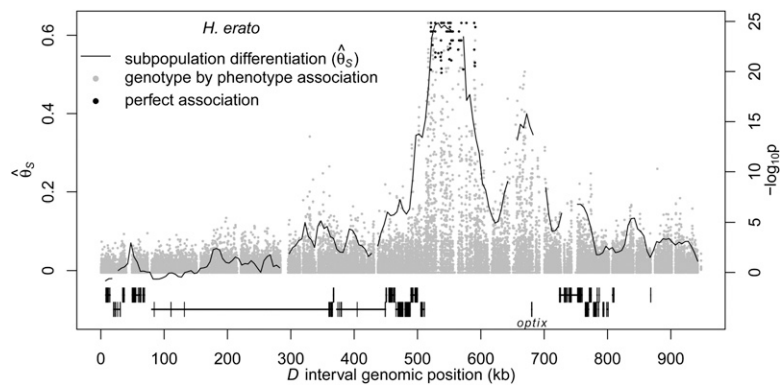 H. erato
subpopulation differentiation (θ̂S)
genotype by phenotype association
perfect association
θ̂S
0.6
0.4
0.2
0
25
20
15
10
5
0
−log10p
optix
0 100 200 300 400 500 600 700 800 900
D interval genomic position (kb)